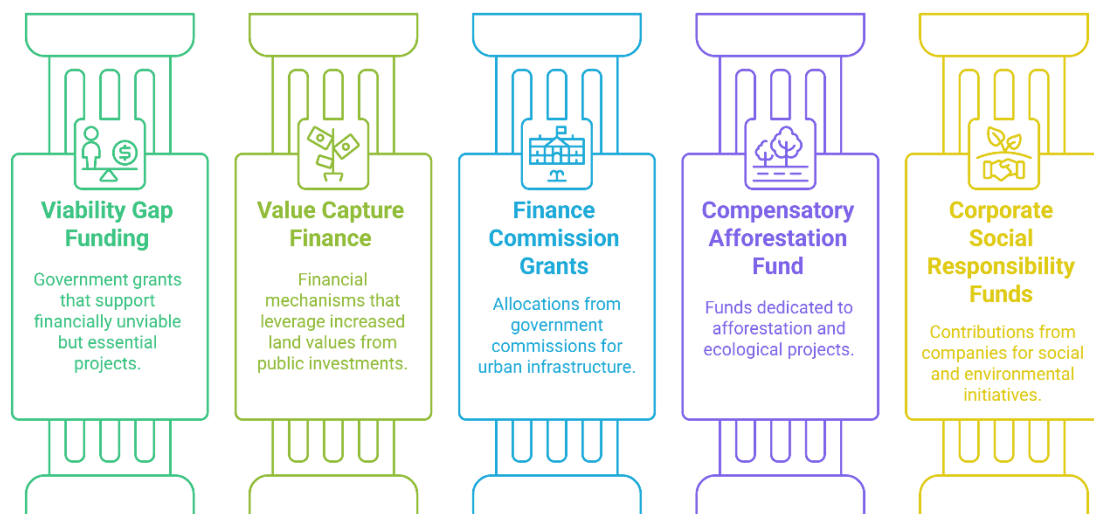 Viability Gap
Funding
Government grants
that support
financially unviable
but essential
projects.
Value Capture
Finance
Financial
mechanisms that
leverage increased
land values from
public investments.
Finance
Commission
Grants
Allocations from
government
commissions for
urban infrastructure.
Compensatory
Afforestation
Fund
Funds dedicated to
afforestation and
ecological projects.
Corporate
Social
Responsibility
Funds
Contributions from
companies for social
and environmental
initiatives.